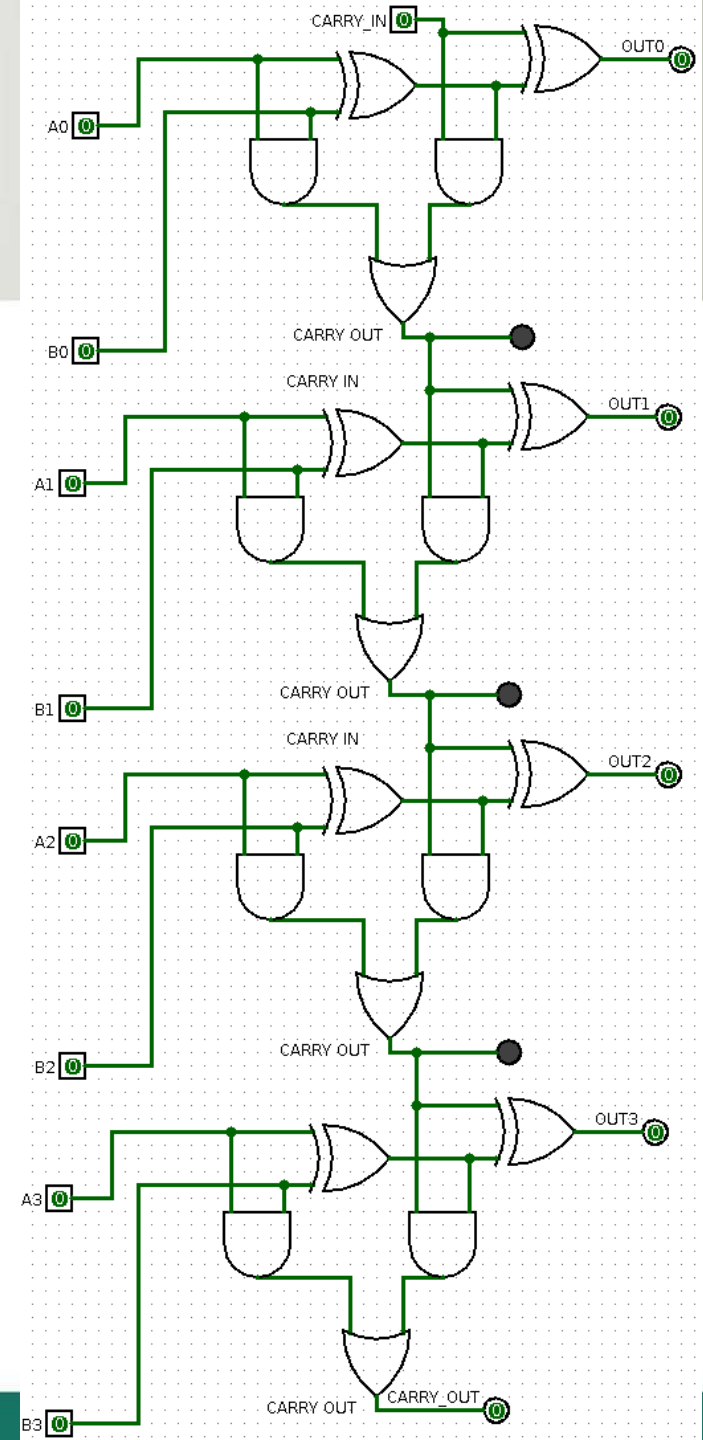 CARRY_IN 0
OUT0 0
A0 0
CARRY OUT
B0 0
CARRY IN
OUT1 0
A1 0
CARRY OUT
B1 0
CARRY IN
OUT2 0
A2 0
CARRY OUT
B2 0
OUT3 0
A3 0
CARRY_OUT 0
CARRY OUT
B3 0